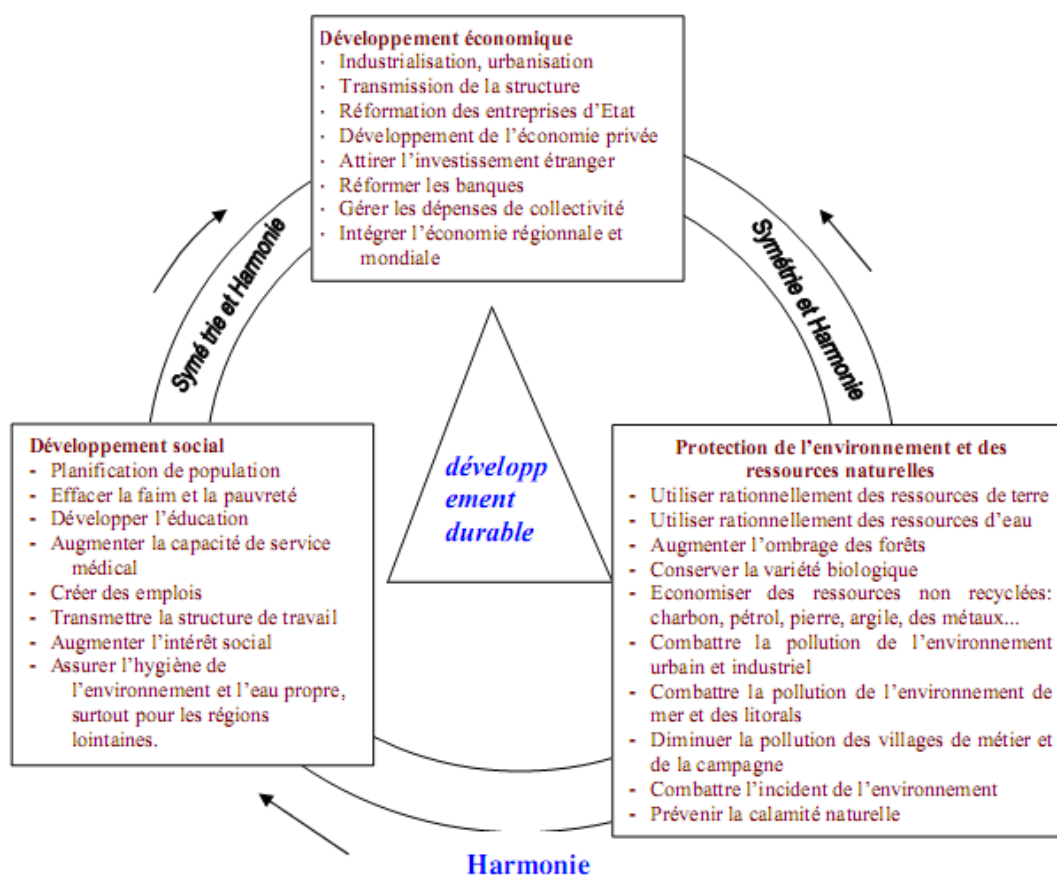 Développement économique
· Industrialisation, urbanisation
· Transmission de la structure
· Réformation des entreprises d'Etat
· Développement de l'économie privée
· Attirer l'investissement étranger
· Réformer les banques
· Gérer les dépenses de collectivité
· Intégrer l'économie régionnale et
mondiale
Symé trie et Harmonie
Symétrie et Harmonie
Développement social
- Planification de population
- Effacer la faim et la pauvreté
- Développer l'éducation
- Augmenter la capacité de service
médical
- Créer des emplois
- Transmettre la structure de travail
- Augmenter l'intérêt social
- Assurer l'hygiène de
l'environnement et l'eau propre,
surtout pour les régions
lointaines.
développ
ement
durable
Protection de l'environnement et des
ressources naturelles
- Utiliser rationnellement des ressources de terre
- Utiliser rationnellement des ressources d'eau
- Augmenter l'ombrage des forêts
- Conserver la variété biologique
- Economiser des ressources non recyclées:
charbon, pétrol, pierre, argile, des métaux...
- Combattre la pollution de l'environnement
urbain et industriel
- Combattre la pollution de l'environnement de
mer et des litorals
- Diminuer la pollution des villages de métier et
de la campagne
- Combattre l'incident de l'environnement
- Prévenir la calamité naturelle
Harmonie